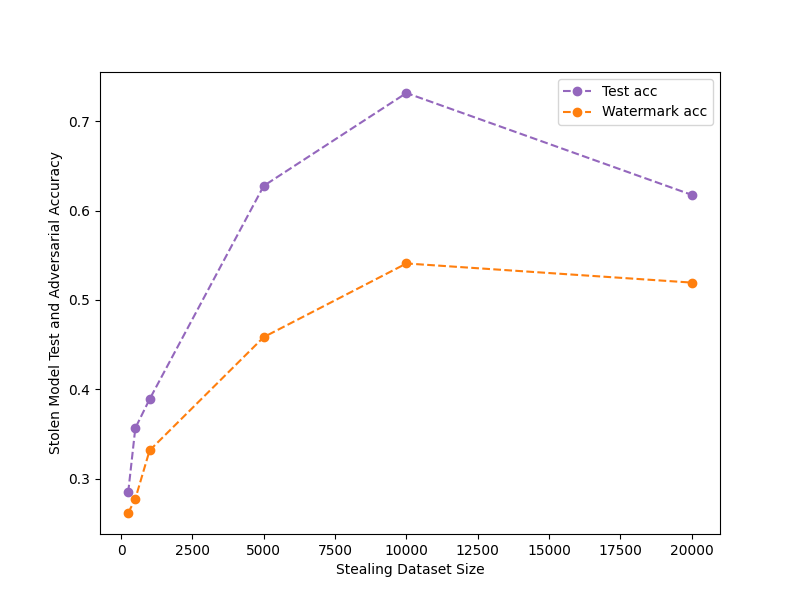 Test acc
Watermark acc
Stolen Model Test and Adversarial Accuracy
0.7
0.6
0.5
0.4
0.3
0 2500 5000 7500 10000 12500 15000 17500 20000
Stealing Dataset Size